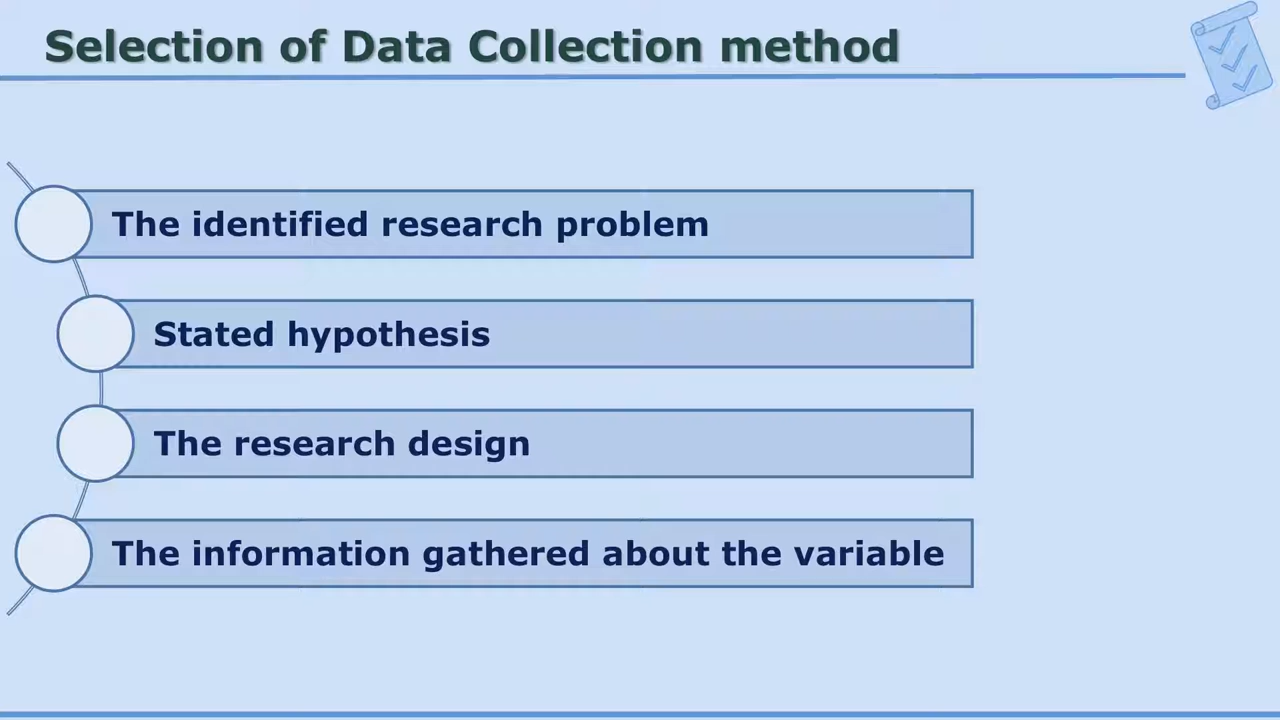 Selection of Data Collection method
The identified research problem
Stated hypothesis
The research design
The information gathered about the variable